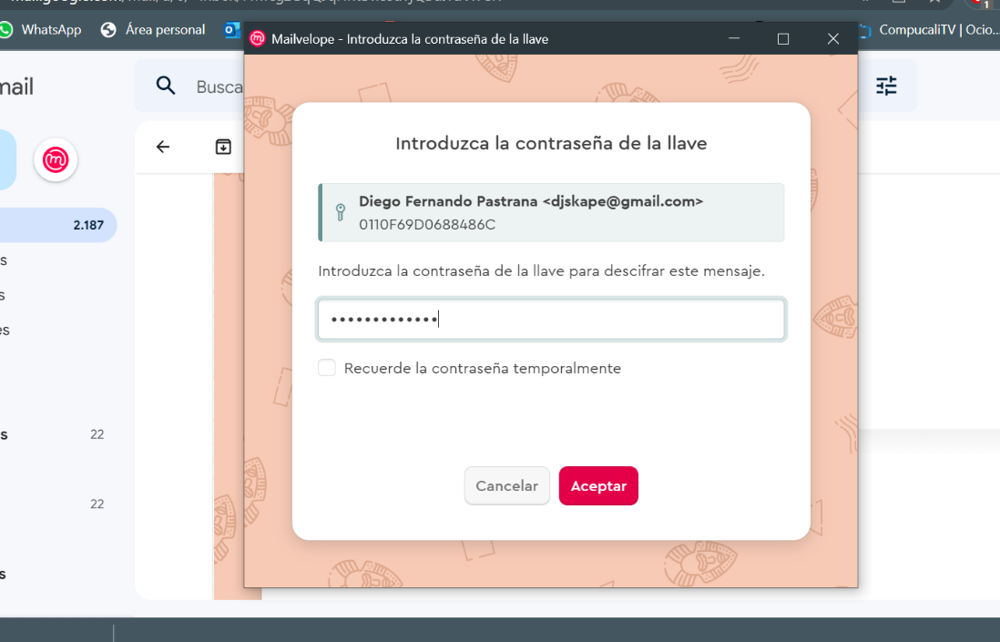 WhatsApp
Área personal
CompucaliTV | Ocio...
1
Mailvelope - Introduzca la contraseña de la llave
mail
Busca
2.187
s
s
es
s
22
22
s
Introduzca la contraseña de la llave
Diego Fernando Pastrana <djskape@gmail.com>
0110F69D0688486C
Introduzca la contraseña de la llave para descifrar este mensaje.
•••••••••••••
Recuerde la contraseña temporalmente
Cancelar
Aceptar